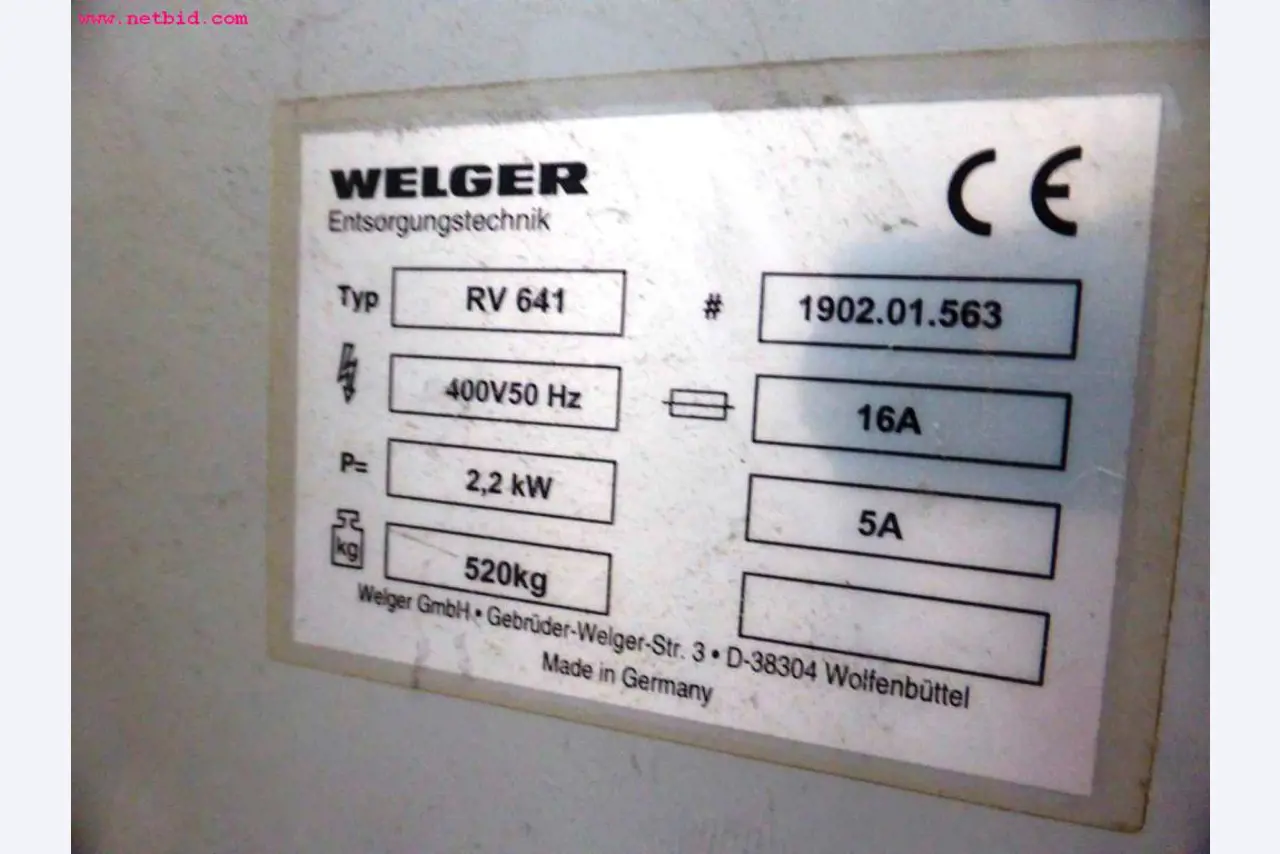 www.netbid.com
WELGER
Entsorgungstechnik
CE
Typ RV 641 # 1902.01.563
400V50 Hz 16A
P= 2,2 kW 5A
kg 520kg
Welger GmbH • Gebrüder-Welger-Str. 3 • D-38304 Wolfenbüttel
Made in Germany